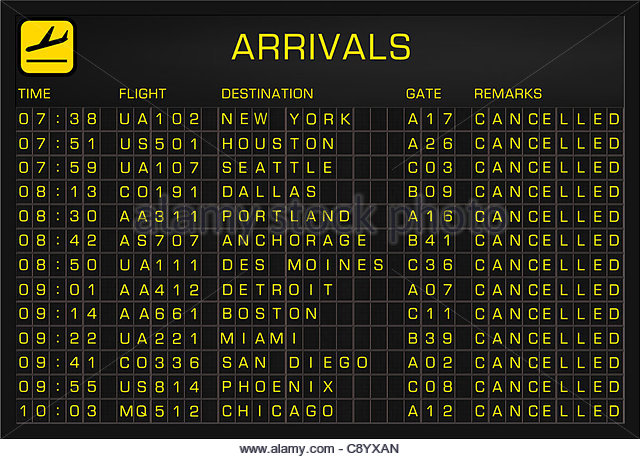 ARRIVALS
TIME FLIGHT DESTINATION GATE REMARKS
07:38 UA102 NEW YORK A17 CANCELLED
07:51 US501 HOUSTON A26 CANCELLED
07:59 UA107 SEATTLE C03 CANCELLED
08:13 CO191 DALLAS B09 CANCELLED
08:30 AA311 PORTLAND A16 CANCELLED
08:42 AS707 ANCHORAGE B41 CANCELLED
08:50 UA111 DES MOINES C36 CANCELLED
09:01 AA412 DETROIT A07 CANCELLED
09:14 AA661 BOSTON C11 CANCELLED
09:22 UA221 MIAMI B39 CANCELLED
09:41 CO336 SAN DIEGO A02 CANCELLED
09:55 US814 PHOENIX C08 CANCELLED
10:03 MQ512 CHICAGO A12 CANCELLED
alamy stock photo
www.alamy.com - C8YXAN